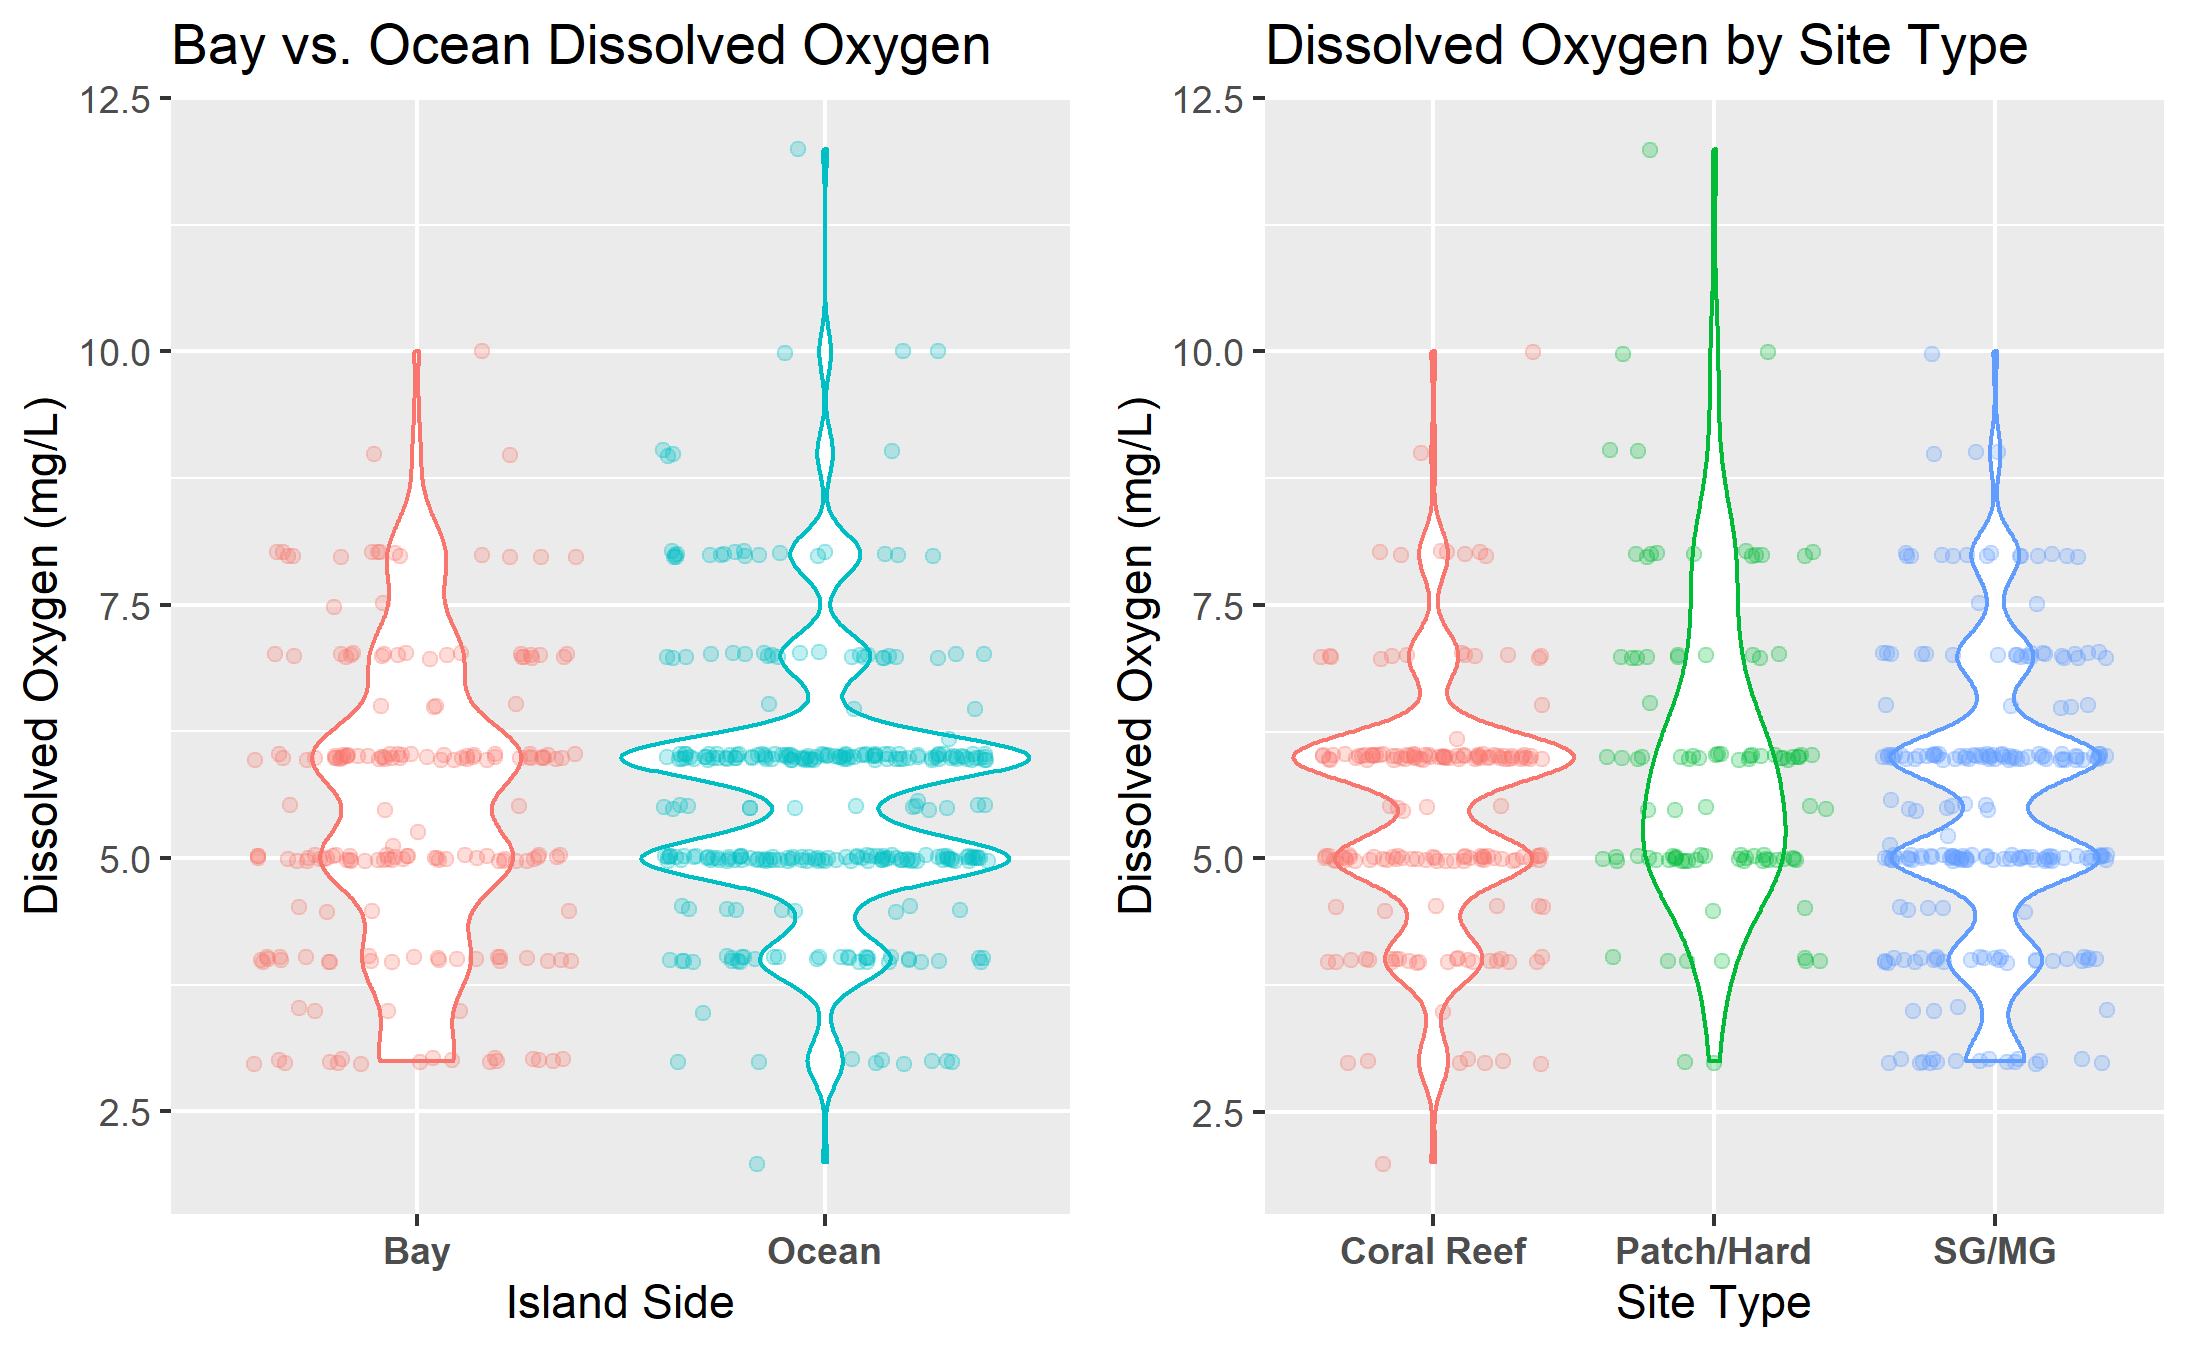 Bay vs. Ocean Dissolved Oxygen
12.5
10.0
7.5
5.0
2.5
Dissolved Oxygen (mg/L)
Bay Ocean
Island Side
Dissolved Oxygen by Site Type
12.5
10.0
7.5
5.0
2.5
Dissolved Oxygen (mg/L)
Coral Reef Patch/Hard SG/MG
Site Type